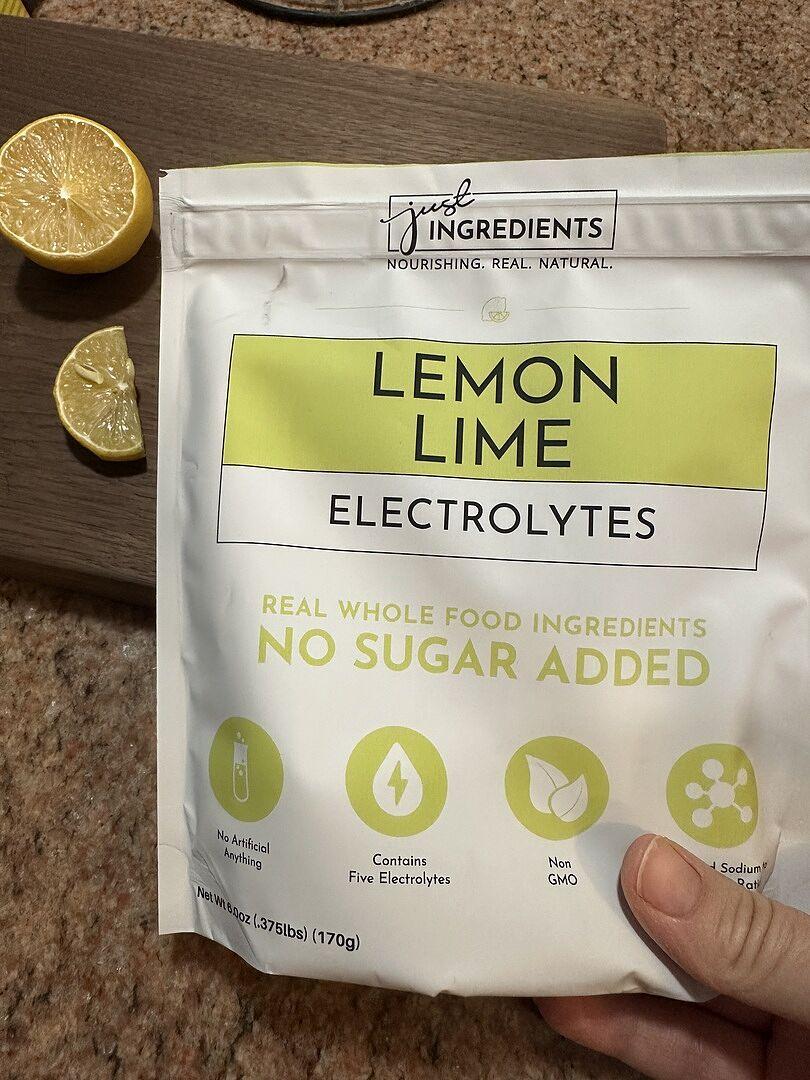 just
INGREDIENTS
NOURISHING. REAL. NATURAL.
LEMON
LIME
ELECTROLYTES
REAL WHOLE FOOD INGREDIENTS
NO SUGAR ADDED
No Artificial
Anything
Contains
Five Electrolytes
Non
GMO
Sodium
Net Wt 6.0oz (.375lbs) (170g)